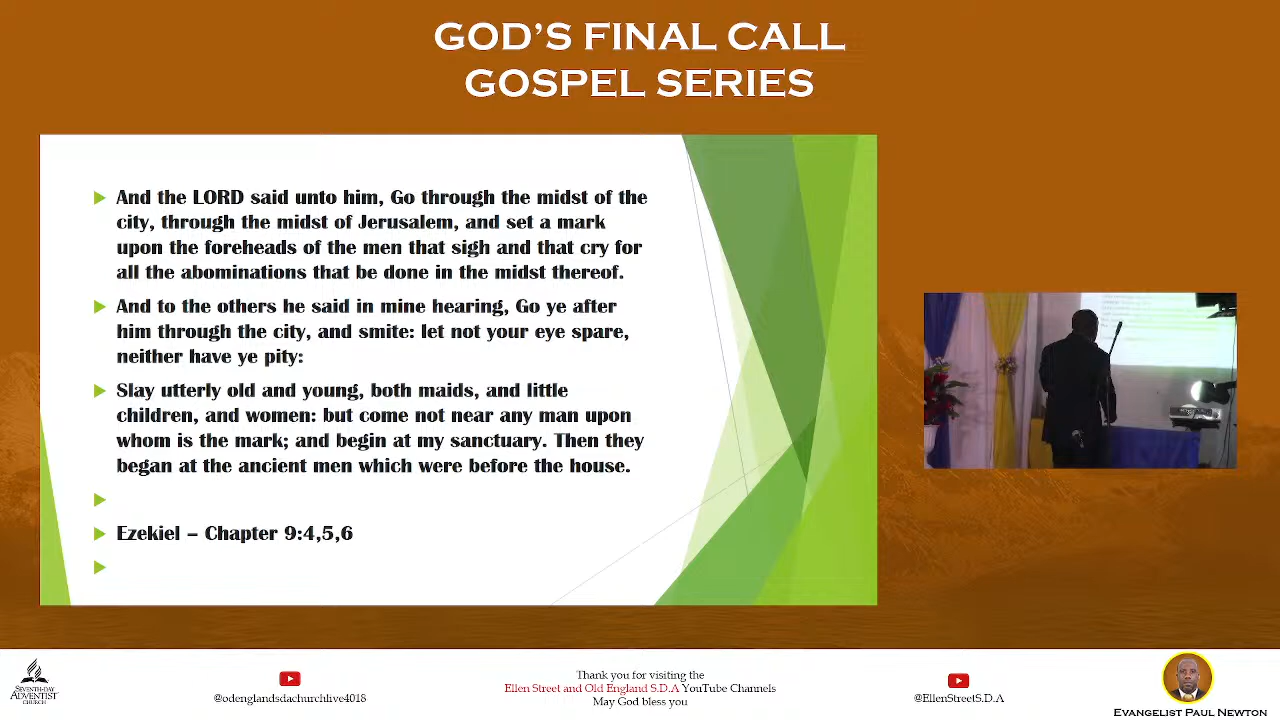 GOD'S FINAL CALL
GOSPEL SERIES
And the LORD said unto him, Go through the midst of the
city, through the midst of Jerusalem, and set a mark
upon the foreheads of the men that sigh and that cry for
all the abominations that be done in the midst thereof.
And to the others he said in mine hearing, Go ye after
him through the city, and smite: let not your eye spare,
neither have ye pity:
Slay utterly old and young, both maids, and little
children, and women: but come not near any man upon
whom is the mark; and begin at my sanctuary. Then they
began at the ancient men which were before the house.
Ezekiel – Chapter 9:4,5,6
SEVENTH-DAY
ADVENTIST
CHURCH
@odenglandsdachurchlive4018
Thank you for visiting the
Ellen Street and Old England S.D.A YouTube Channels
May God bless you
@EllenStreetS.D.A
EVANGELIST PAUL NEWTON